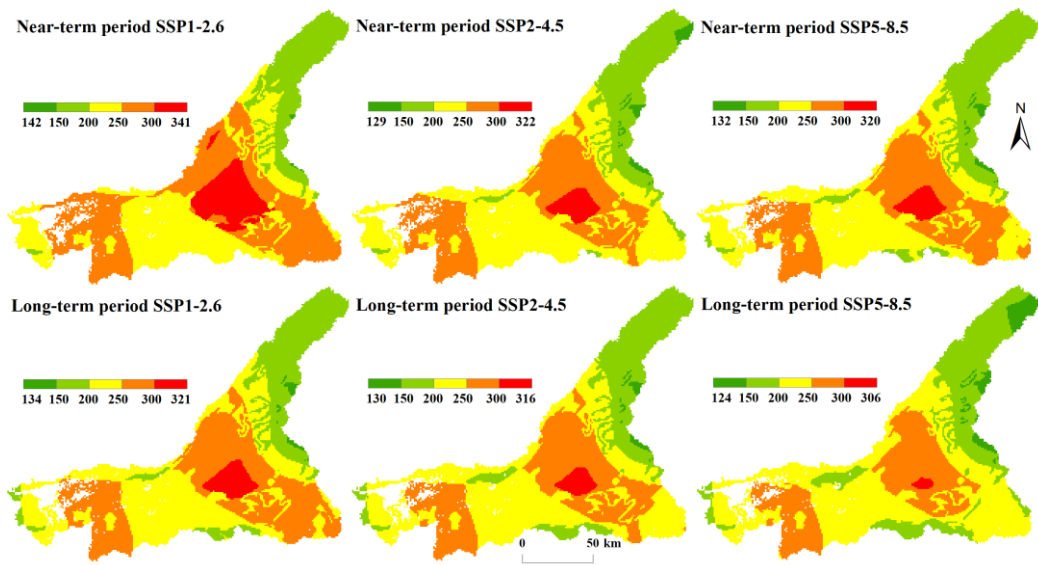 Near-term period SSP1-2.6
Near-term period SSP2-4.5
Near-term period SSP5-8.5
142 150 200 250 300 341
129 150 200 250 300 322
132 150 200 250 300 320
N
Long-term period SSP1-2.6
Long-term period SSP2-4.5
Long-term period SSP5-8.5
134 150 200 250 300 321
130 150 200 250 300 316
124 150 200 250 300 306
0 50 km